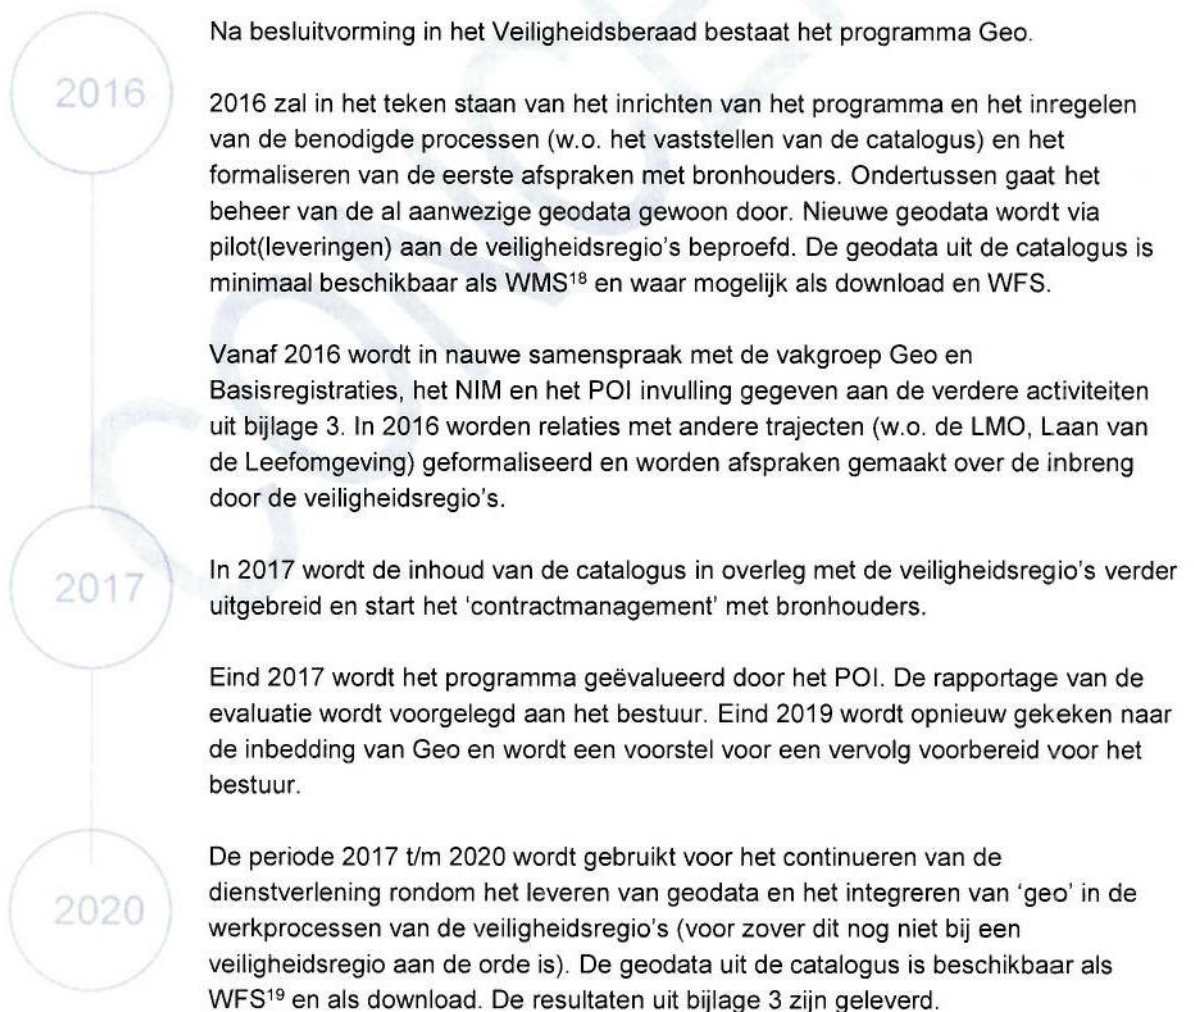 Na besluitvorming in het Veiligheidsberaad bestaat het programma Geo.
2016
2016 zal in het teken staan van het inrichten van het programma en het inregelen
van de benodigde processen (w.o. het vaststellen van de catalogus) en het
formaliseren van de eerste afspraken met bronhouders. Ondertussen gaat het
beheer van de al aanwezige geodata gewoon door. Nieuwe geodata wordt via
pilot(leveringen) aan de veiligheidsregio's beproefd. De geodata uit de catalogus is
minimaal beschikbaar als WMS¹⁸ en waar mogelijk als download en WFS.
Vanaf 2016 wordt in nauwe samenspraak met de vakgroep Geo en
Basisregistraties, het NIM en het POI invulling gegeven aan de verdere activiteiten
uit bijlage 3. In 2016 worden relaties met andere trajecten (w.o. de LMO, Laan van
de Leefomgeving) geformaliseerd en worden afspraken gemaakt over de inbreng
door de veiligheidsregio's.
2017
In 2017 wordt de inhoud van de catalogus in overleg met de veiligheidsregio's verder
uitgebreid en start het 'contractmanagement' met bronhouders.
Eind 2017 wordt het programma geëvalueerd door het POI. De rapportage van de
evaluatie wordt voorgelegd aan het bestuur. Eind 2019 wordt opnieuw gekeken naar
de inbedding van Geo en wordt een voorstel voor een vervolg voorbereid voor het
bestuur.
2020
De periode 2017 t/m 2020 wordt gebruikt voor het continueren van de
dienstverlening rondom het leveren van geodata en het integreren van 'geo' in de
werkprocessen van de veiligheidsregio's (voor zover dit nog niet bij een
veiligheidsregio aan de orde is). De geodata uit de catalogus is beschikbaar als
WFS¹⁹ en als download. De resultaten uit bijlage 3 zijn geleverd.